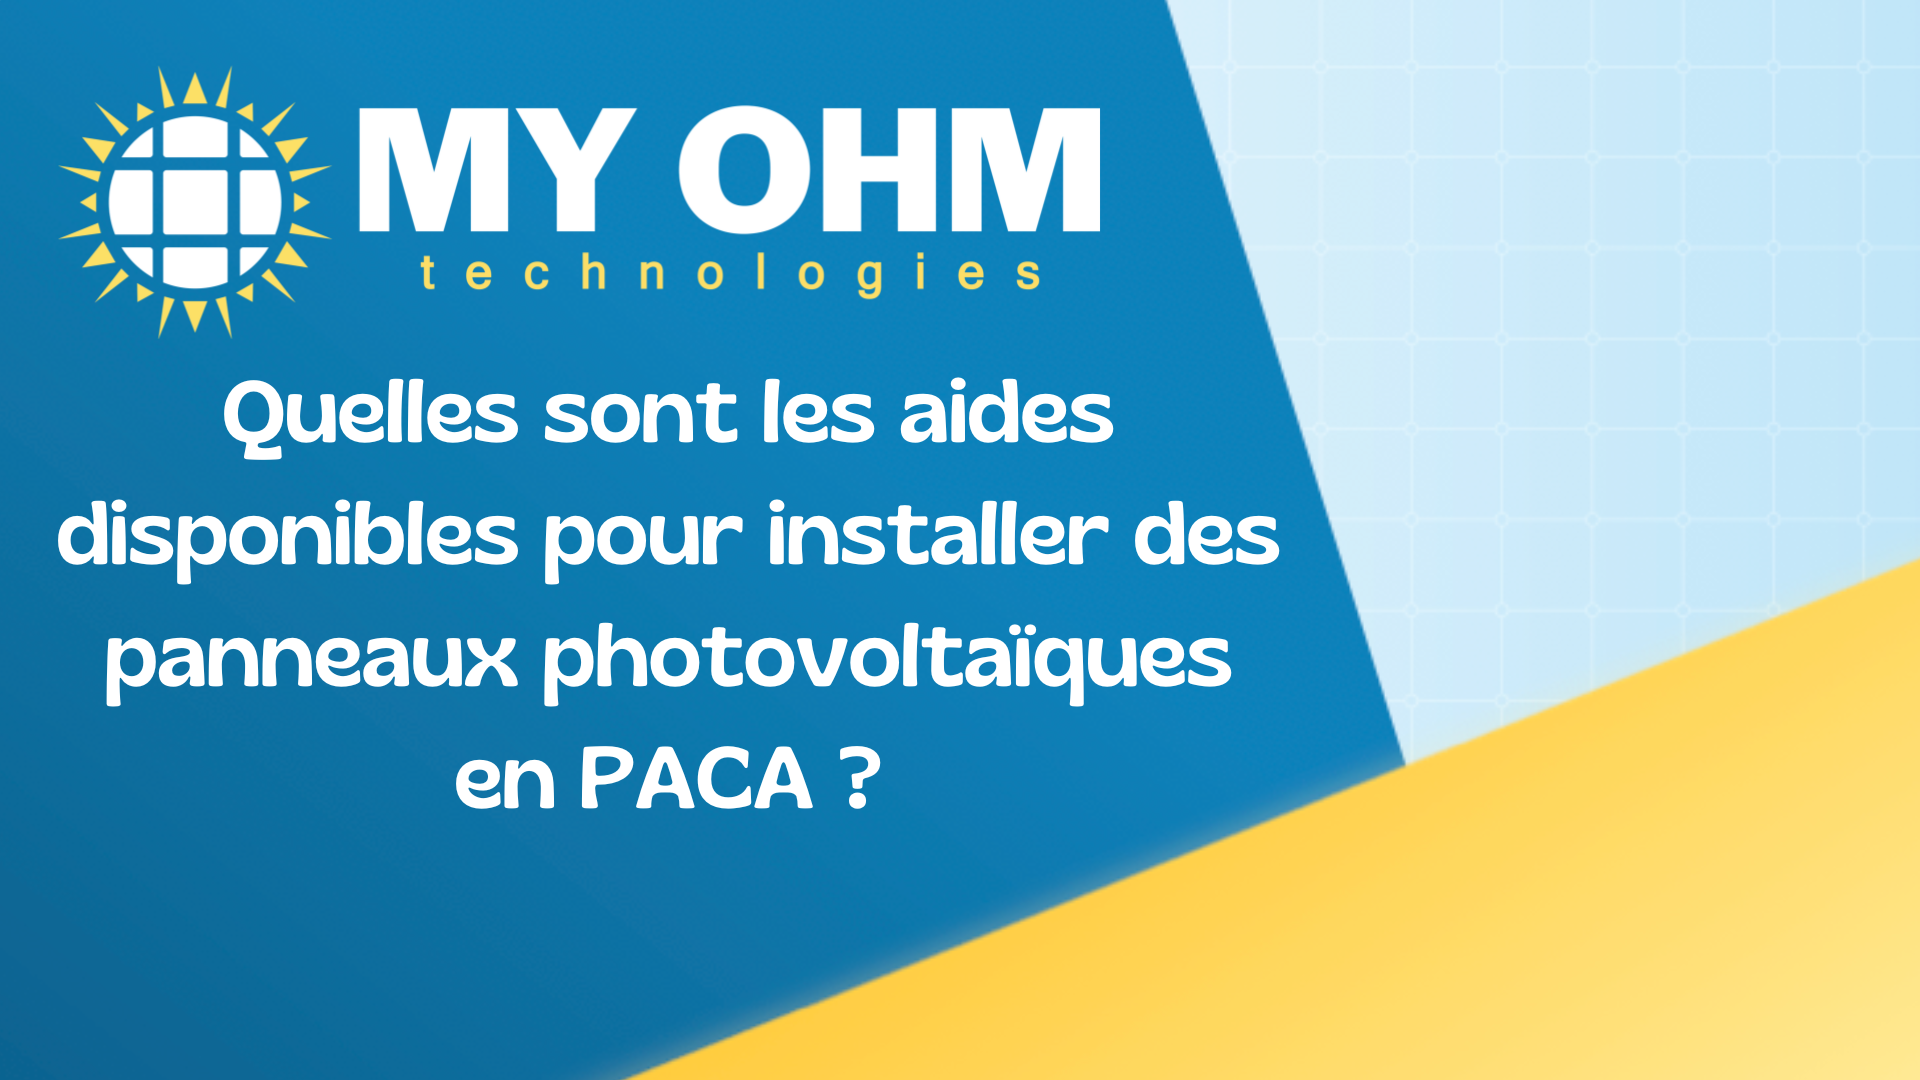 MY OHM
technologies
Quelles sont les aides
disponibles pour installer des
panneaux photovoltaïques
en PACA ?